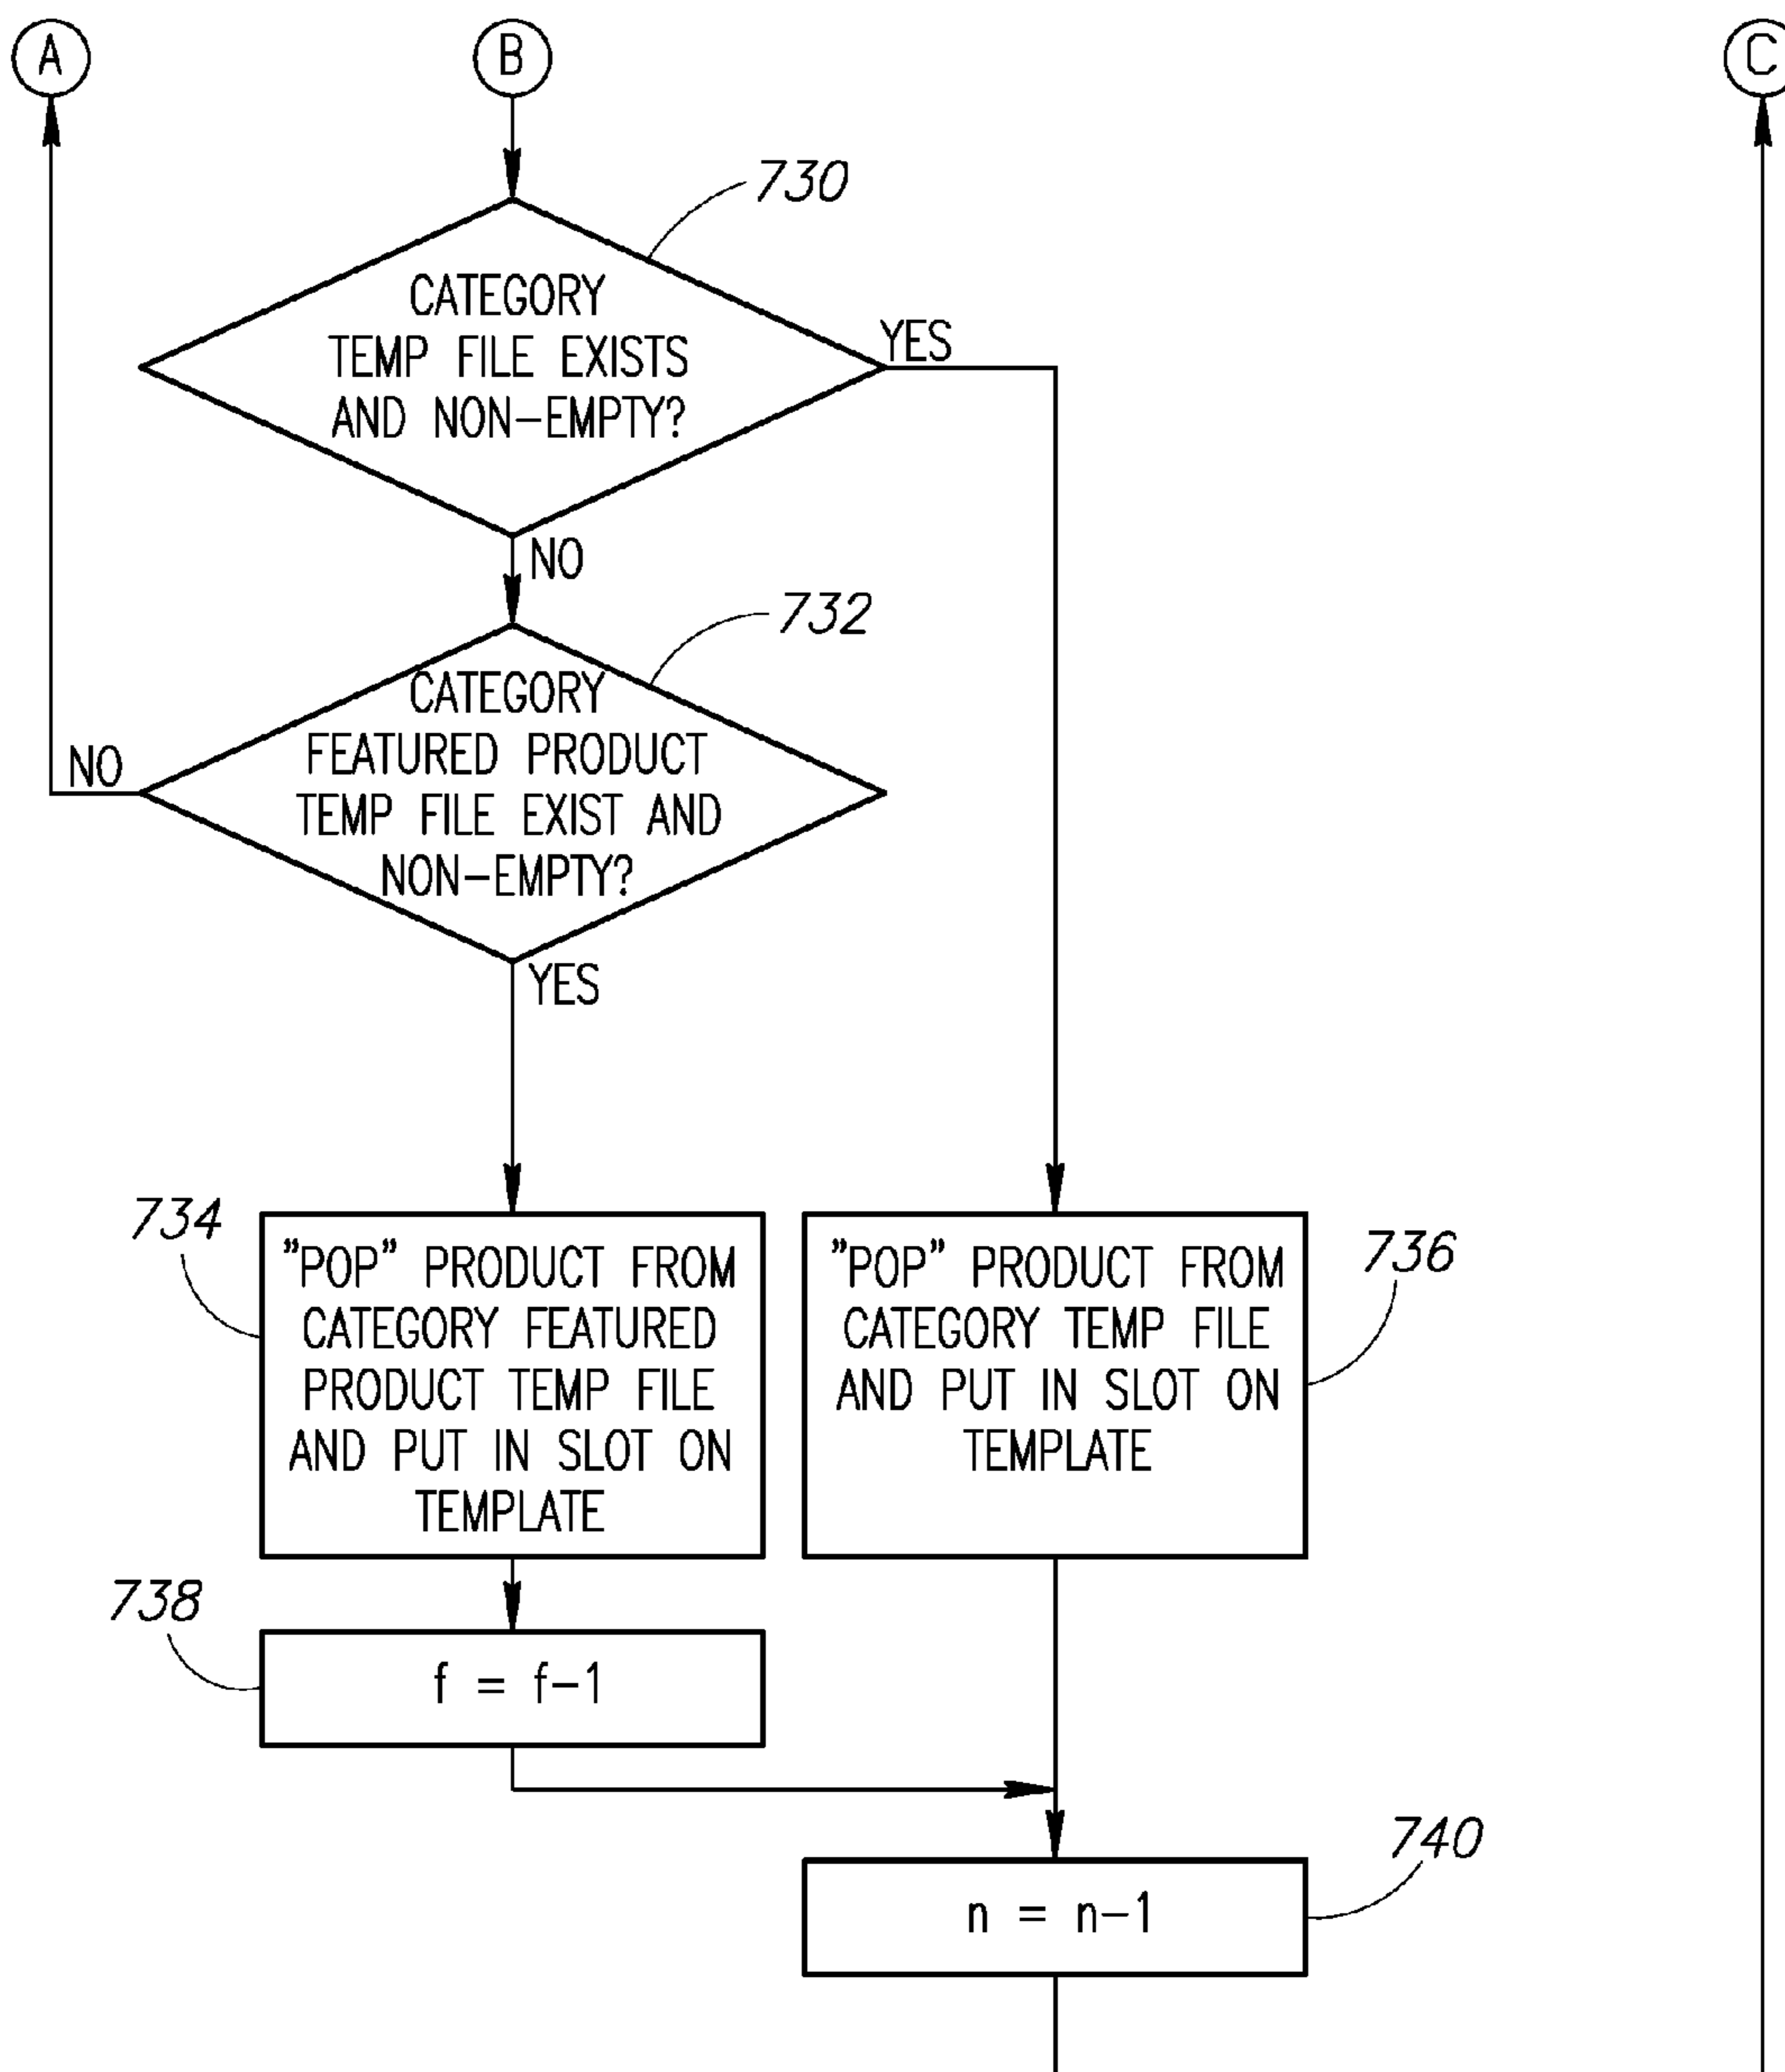 A
B
C
730
CATEGORY
TEMP FILE EXISTS
AND NON-EMPTY?
YES
NO
732
CATEGORY
FEATURED PRODUCT
TEMP FILE EXIST AND
NON-EMPTY?
NO
YES
734
"POP" PRODUCT FROM
CATEGORY FEATURED
PRODUCT TEMP FILE
AND PUT IN SLOT ON
TEMPLATE
"POP" PRODUCT FROM
CATEGORY TEMP FILE
AND PUT IN SLOT ON
TEMPLATE
736
738
f = f-1
740
n = n-1